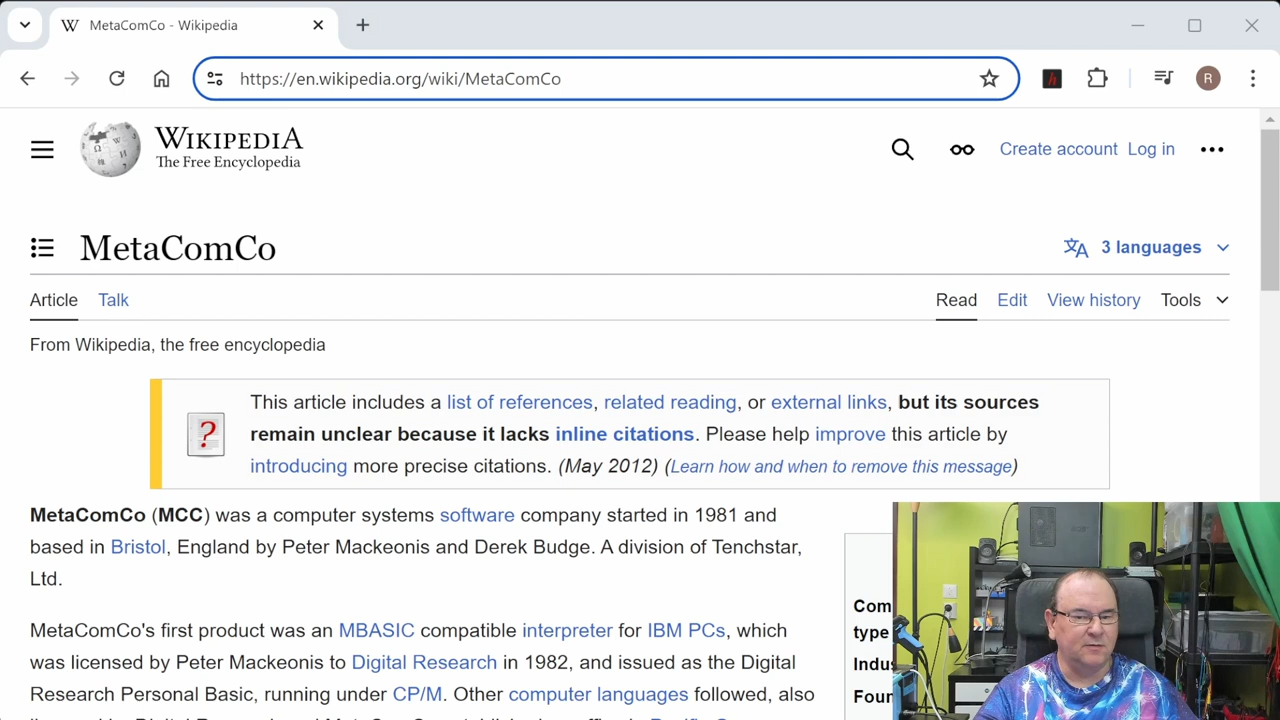 MetaComCo - Wikipedia
https://en.wikipedia.org/wiki/MetaComCo
R
WIKIPEDIA
The Free Encyclopedia
Create account Log in
MetaComCo
3 languages
Article Talk
Read Edit View history Tools
From Wikipedia, the free encyclopedia
This article includes a list of references, related reading, or external links, but its sources
remain unclear because it lacks inline citations. Please help improve this article by
introducing more precise citations. (May 2012) (Learn how and when to remove this message)
MetaComCo (MCC) was a computer systems software company started in 1981 and
based in Bristol, England by Peter Mackeonis and Derek Budge. A division of Tenchstar,
Ltd.
MetaComCo's first product was an MBASIC compatible interpreter for IBM PCs, which
was licensed by Peter Mackeonis to Digital Research in 1982, and issued as the Digital
Research Personal Basic, running under CP/M. Other computer languages followed, also
Com
type
Indus
Foun